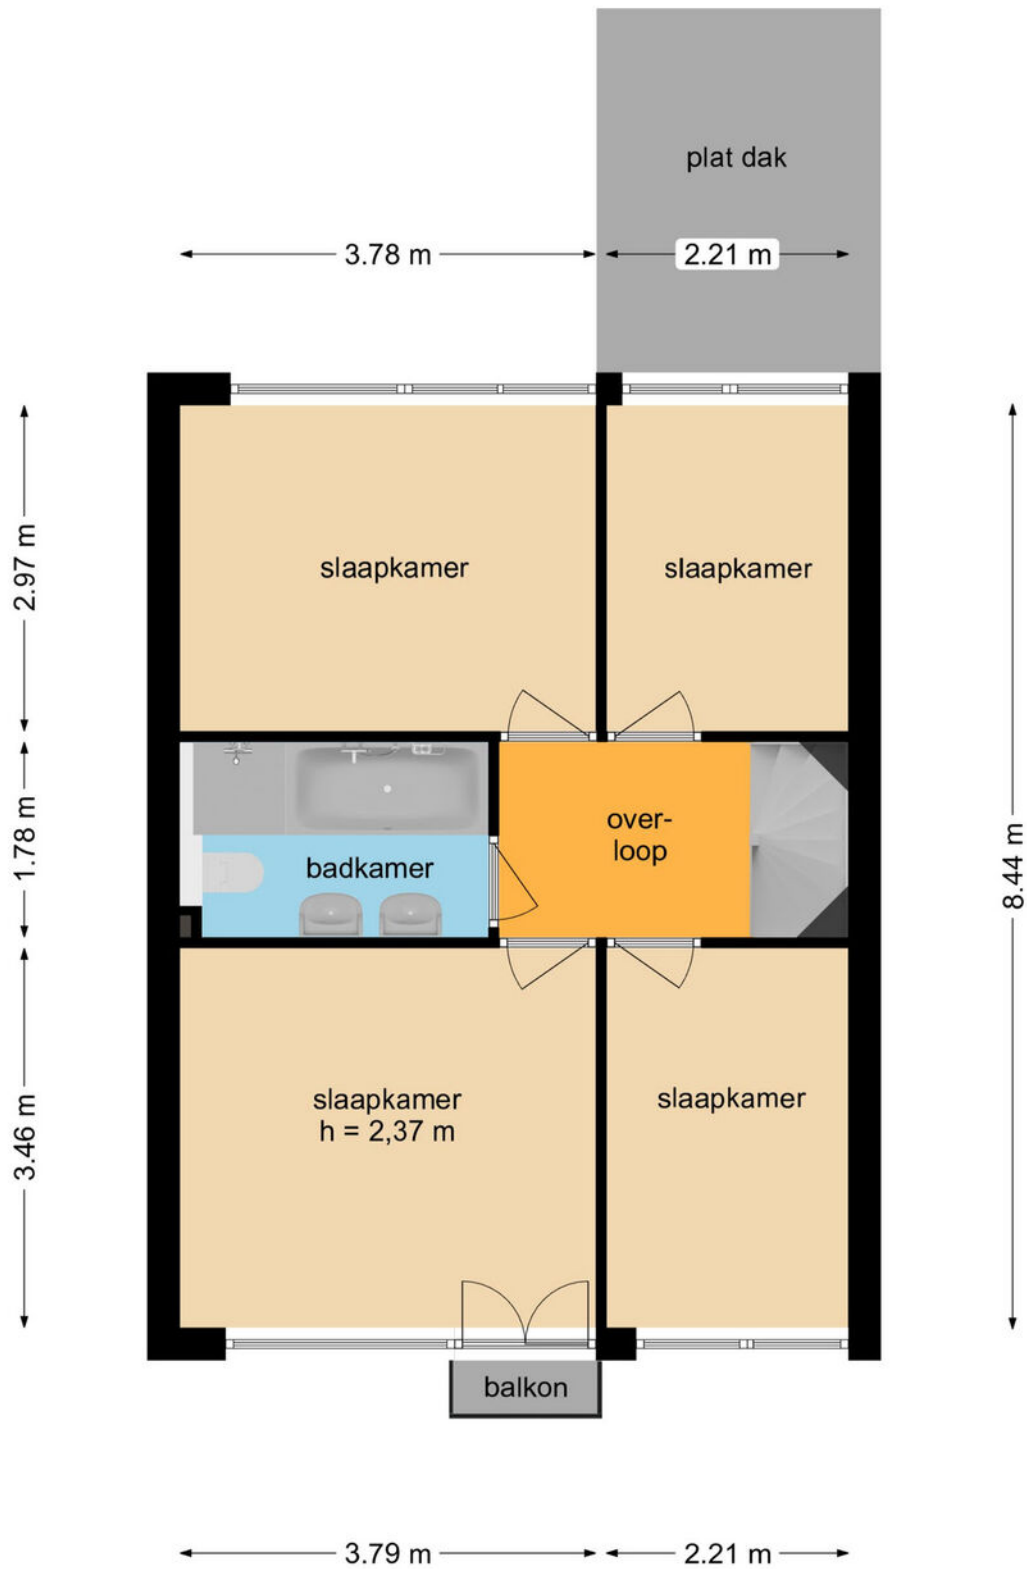 plat dak
3.78 m
2.21 m
2.97 m
slaapkamer
slaapkamer
1.78 m
over-
loop
badkamer
8.44 m
3.46 m
slaapkamer
h = 2,37 m
slaapkamer
balkon
3.79 m
2.21 m